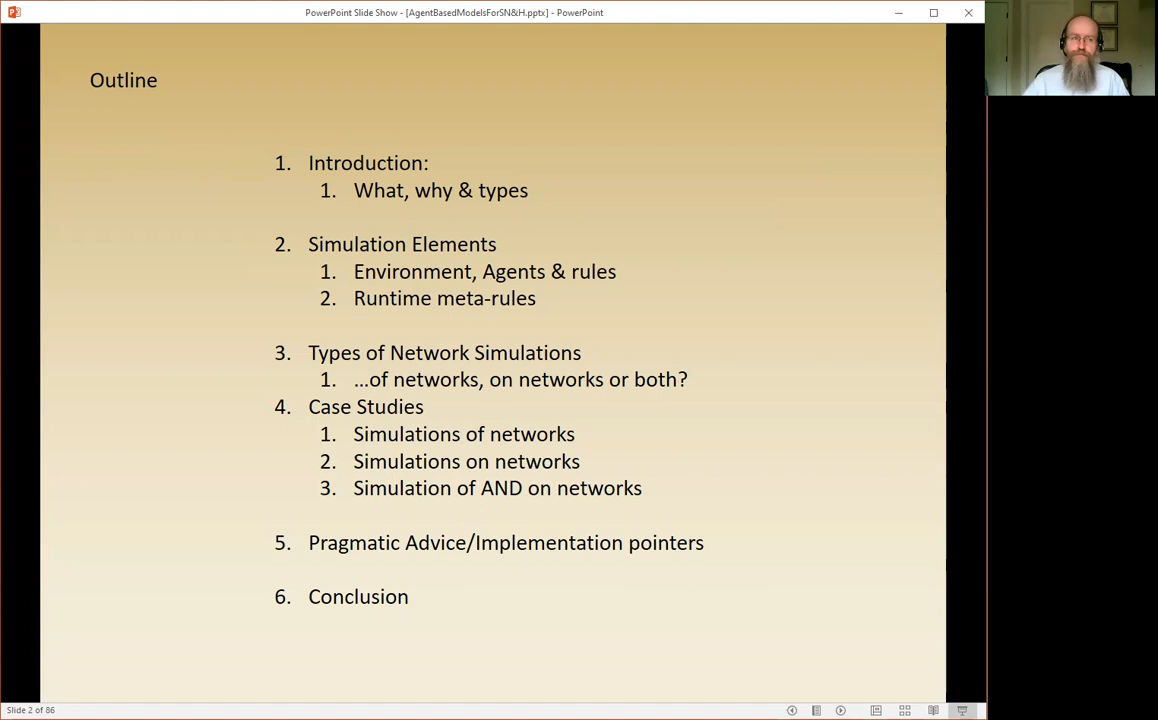 PowerPoint Slide Show - [AgentBasedModelsForSN&H.pptx] - PowerPoint
Outline
1. Introduction:
1. What, why & types
2. Simulation Elements
1. Environment, Agents & rules
2. Runtime meta-rules
3. Types of Network Simulations
1. ...of networks, on networks or both?
4. Case Studies
1. Simulations of networks
2. Simulations on networks
3. Simulation of AND on networks
5. Pragmatic Advice/Implementation pointers
6. Conclusion
Slide 2 of 86